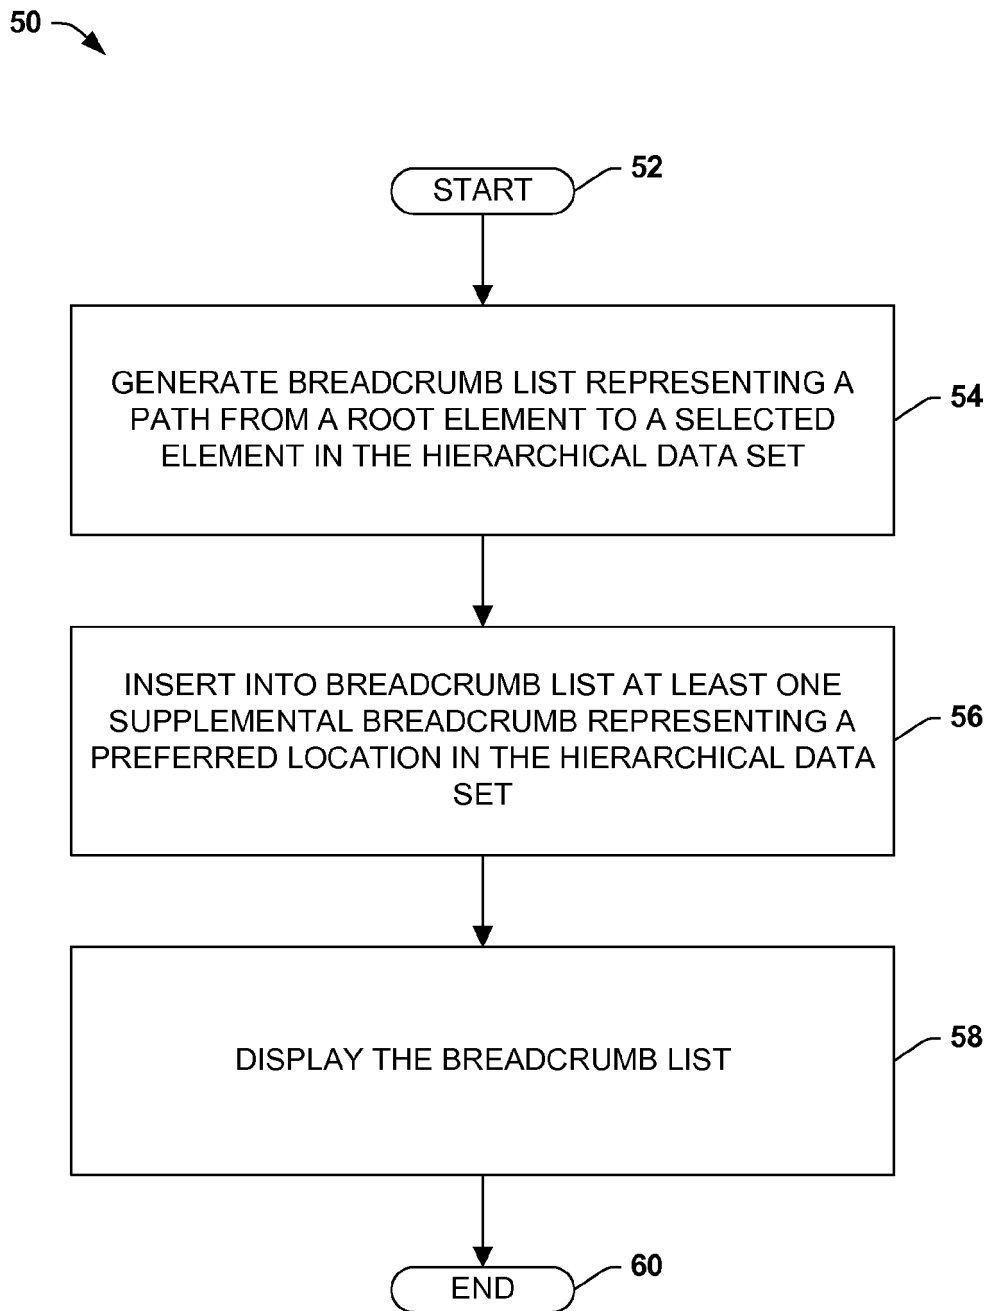 50
START
52
GENERATE BREADCRUMB LIST REPRESENTING A
PATH FROM A ROOT ELEMENT TO A SELECTED
ELEMENT IN THE HIERARCHICAL DATA SET
54
INSERT INTO BREADCRUMB LIST AT LEAST ONE
SUPPLEMENTAL BREADCRUMB REPRESENTING A
PREFERRED LOCATION IN THE HIERARCHICAL DATA
SET
56
DISPLAY THE BREADCRUMB LIST
58
END
60